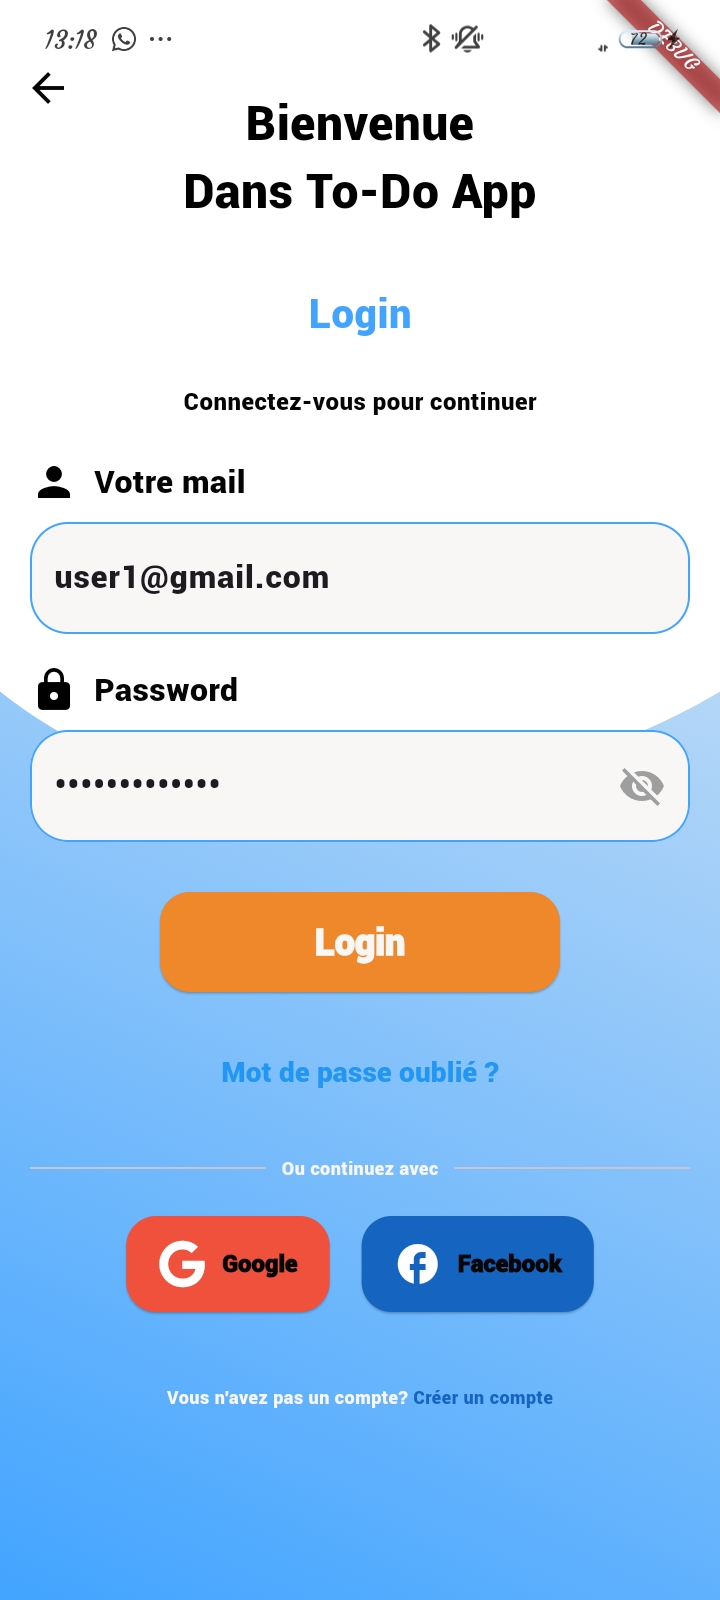 13:18 72
DEBUG
Bienvenue
Dans To-Do App
Login
Connectez-vous pour continuer
Votre mail
user1@gmail.com
Password
•••••••••••••
Login
Mot de passe oublié ?
Ou continuez avec
Google Facebook
Vous n'avez pas un compte? Créer un compte